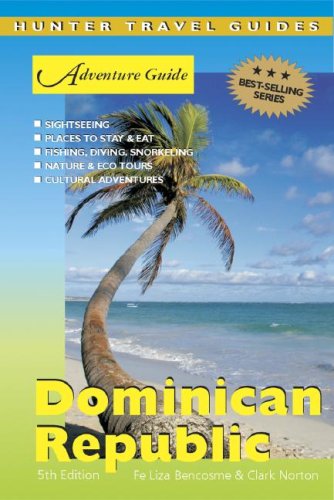 HUNTER TRAVEL GUIDES
Adventure Guide
★ ★ ★
BEST-SELLING
SERIES
■ SIGHTSEEING
■ PLACES TO STAY & EAT
■ FISHING, DIVING, SNORKELING
■ NATURE & ECO TOURS
■ CULTURAL ADVENTURES
Dominican
Republic
5th Edition Fe Liza Bencosme & Clark Norton